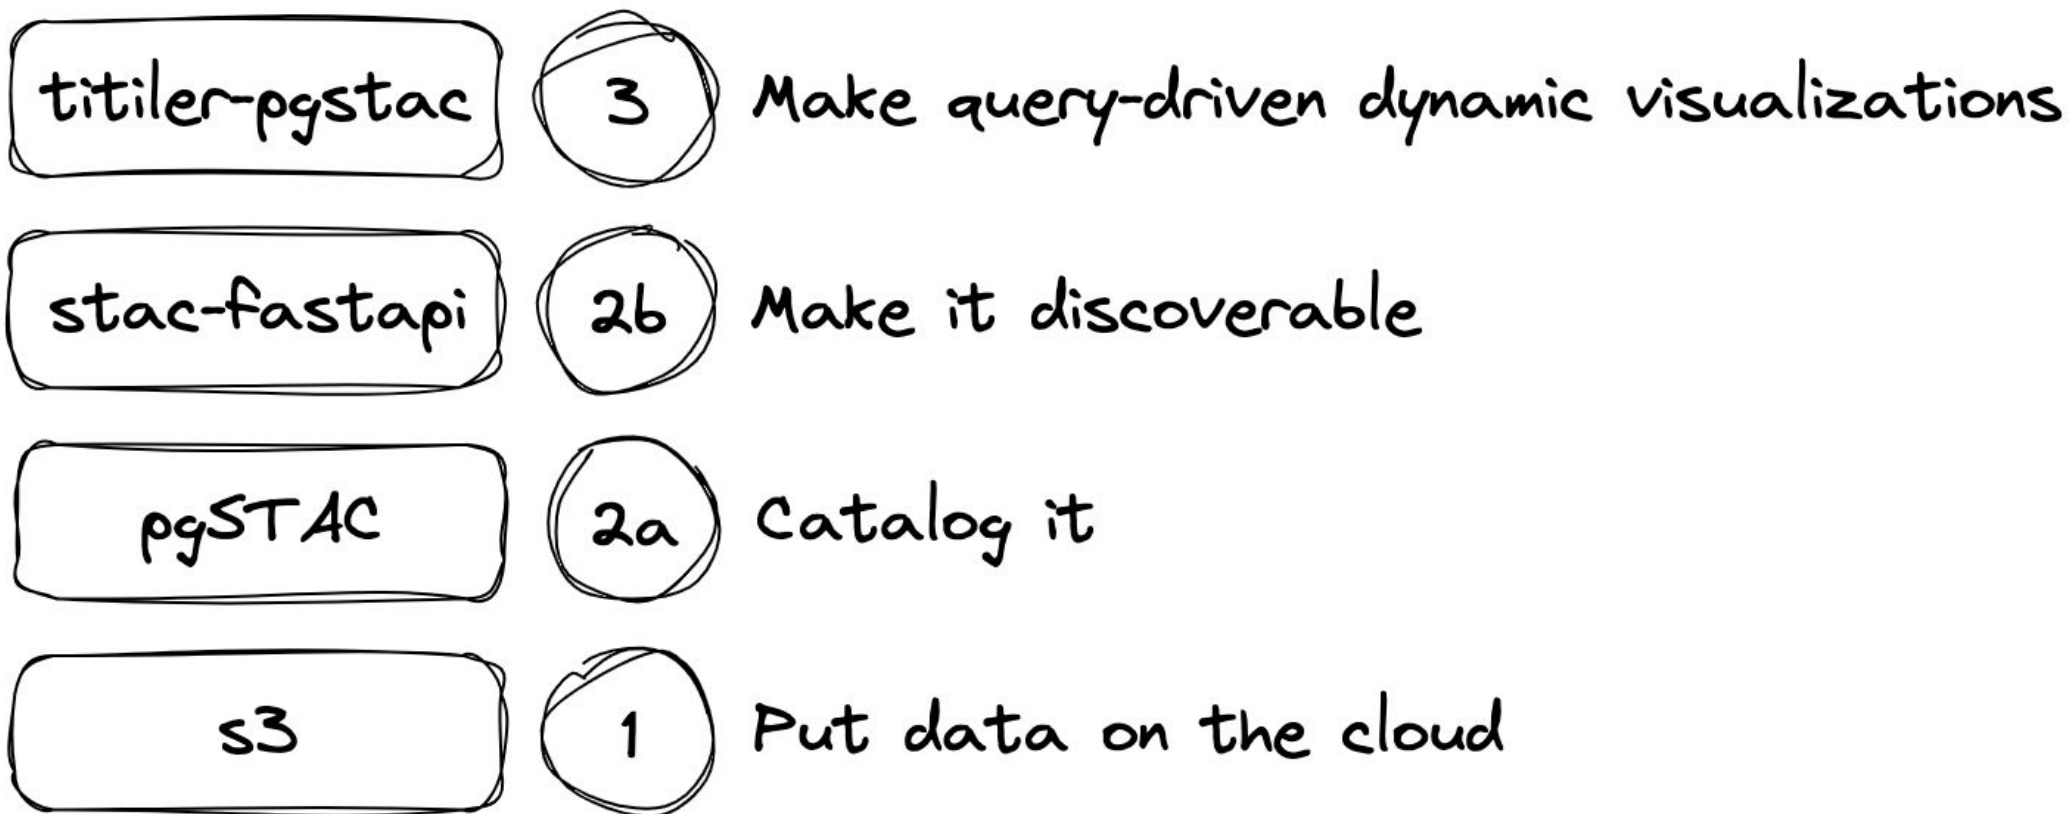 titiler-pgstac 3 Make query-driven dynamic visualizations
stac-fastapi 2b Make it discoverable
pgSTAC 2a Catalog it
s3 1 Put data on the cloud